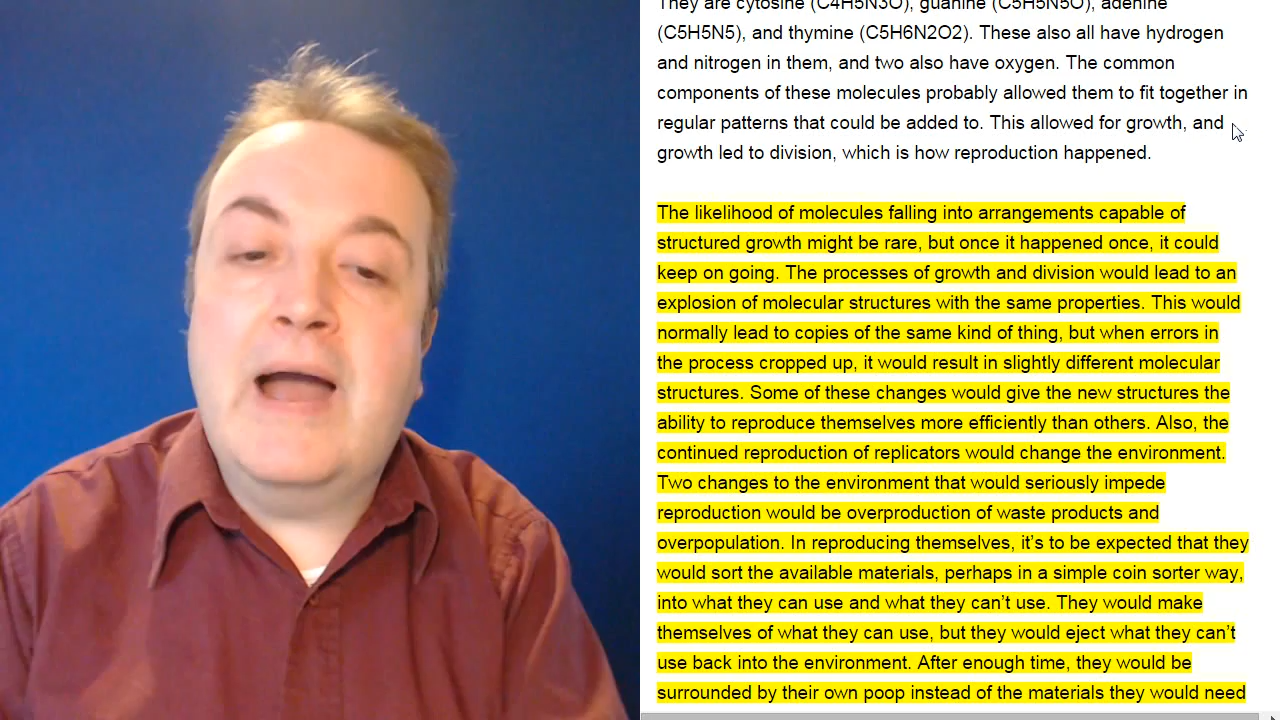 They are cytosine (C4H5N3O), guanine (C5H5N5O), adenine
(C5H5N5), and thymine (C5H6N2O2). These also all have hydrogen
and nitrogen in them, and two also have oxygen. The common
components of these molecules probably allowed them to fit together in
regular patterns that could be added to. This allowed for growth, and
growth led to division, which is how reproduction happened.
The likelihood of molecules falling into arrangements capable of
structured growth might be rare, but once it happened once, it could
keep on going. The processes of growth and division would lead to an
explosion of molecular structures with the same properties. This would
normally lead to copies of the same kind of thing, but when errors in
the process cropped up, it would result in slightly different molecular
structures. Some of these changes would give the new structures the
ability to reproduce themselves more efficiently than others. Also, the
continued reproduction of replicators would change the environment.
Two changes to the environment that would seriously impede
reproduction would be overproduction of waste products and
overpopulation. In reproducing themselves, it’s to be expected that they
would sort the available materials, perhaps in a simple coin sorter way,
into what they can use and what they can’t use. They would make
themselves of what they can use, but they would eject what they can’t
use back into the environment. After enough time, they would be
surrounded by their own poop instead of the materials they would need